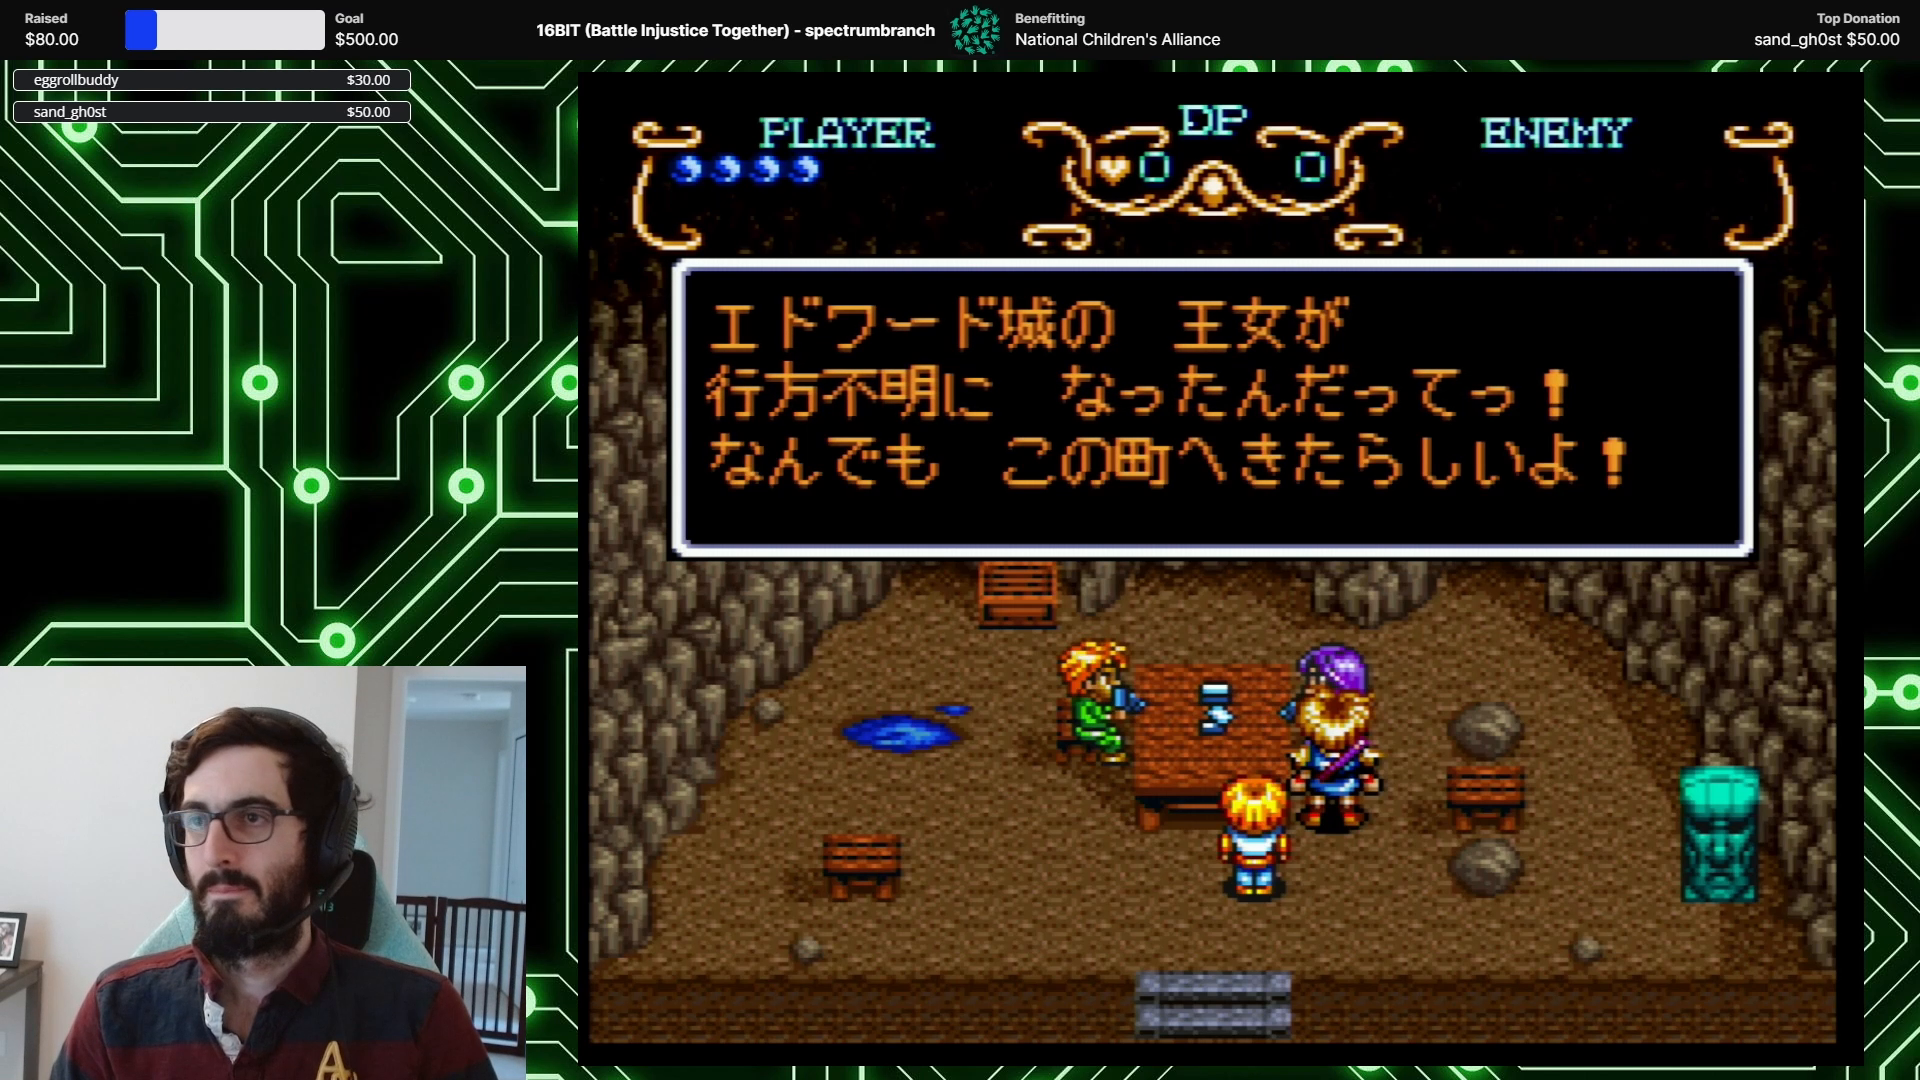 Raised
$80.00
Goal
$500.00
16BIT (Battle Injustice Together) - spectrumbranch
Benefitting
National Children's Alliance
Top Donation
sand_gh0st $50.00
eggrollbuddy $30.00
sand_gh0st $50.00
PLAYER
DP
ENEMY
0 0
エドワード城の 王女が
行方不明に なったんだってっ!
なんでも この町へきたらしいよ!
A